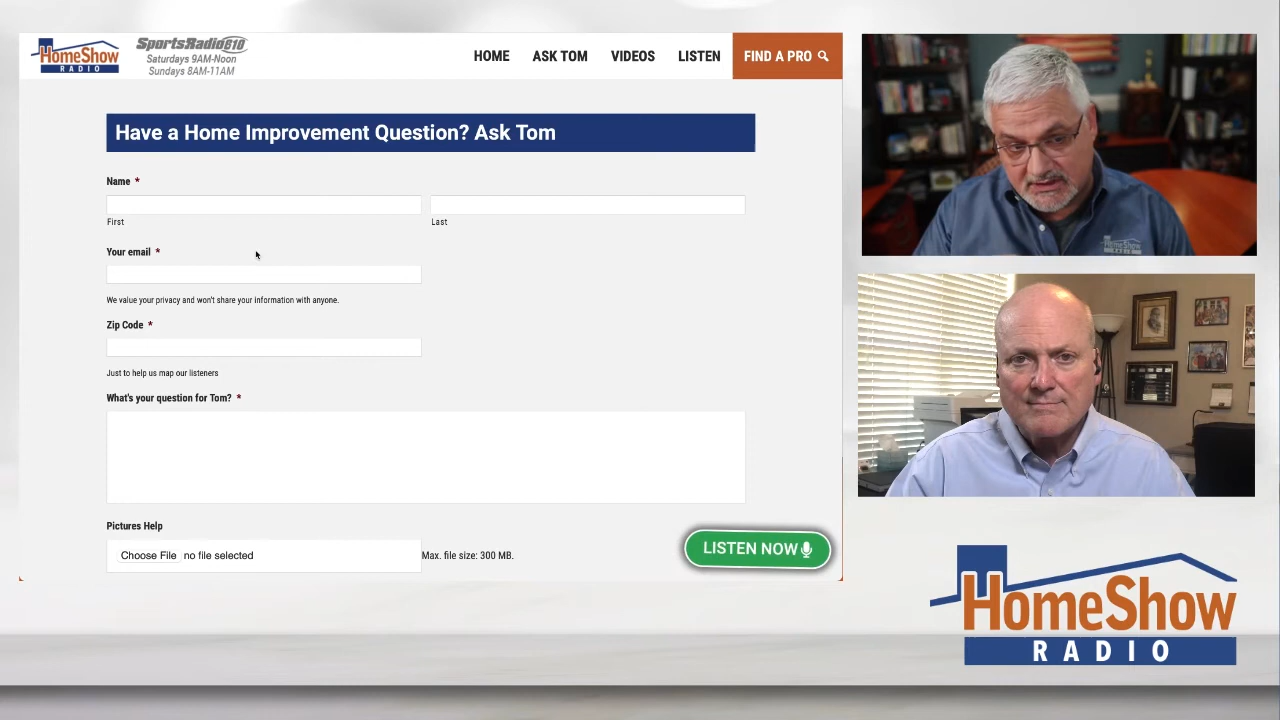 HomeShow
RADIO
SportsRadio610
Saturdays 9AM-Noon
Sundays 8AM-11AM
HOME
ASK TOM
VIDEOS
LISTEN
FIND A PRO
Have a Home Improvement Question? Ask Tom
Name *
First
Last
Your email *
We value your privacy and won't share your information with anyone.
Zip Code *
Just to help us map our listeners
What's your question for Tom? *
Pictures Help
Choose File no file selected
Max. file size: 300 MB.
LISTEN NOW
HomeShow
HomeShow
RADIO